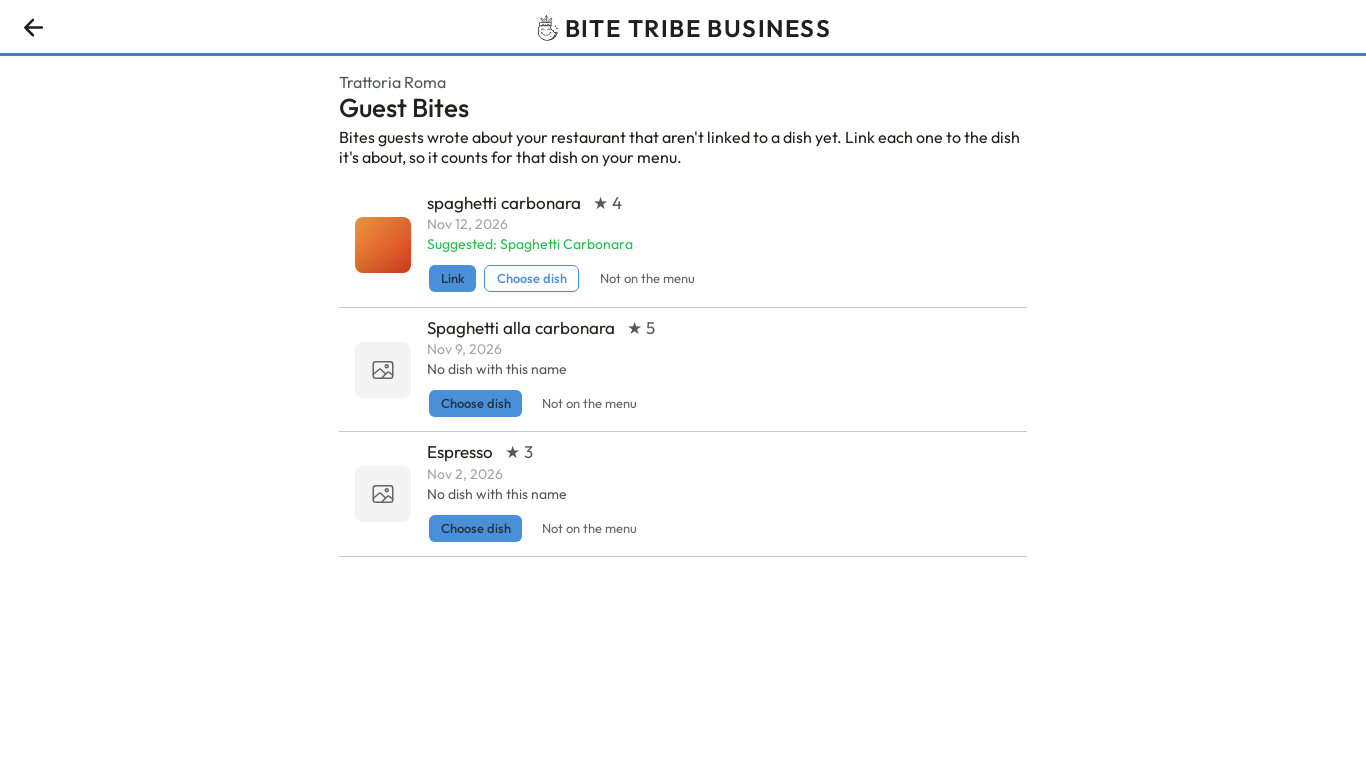 BITE TRIBE BUSINESS
Trattoria Roma
Guest Bites
Bites guests wrote about your restaurant that aren't linked to a dish yet. Link each one to the dish
it's about, so it counts for that dish on your menu.
spaghetti carbonara ★ 4
Nov 12, 2026
Suggested: Spaghetti Carbonara
Link Choose dish Not on the menu
Spaghetti alla carbonara ★ 5
Nov 9, 2026
No dish with this name
Choose dish Not on the menu
Espresso ★ 3
Nov 2, 2026
No dish with this name
Choose dish Not on the menu